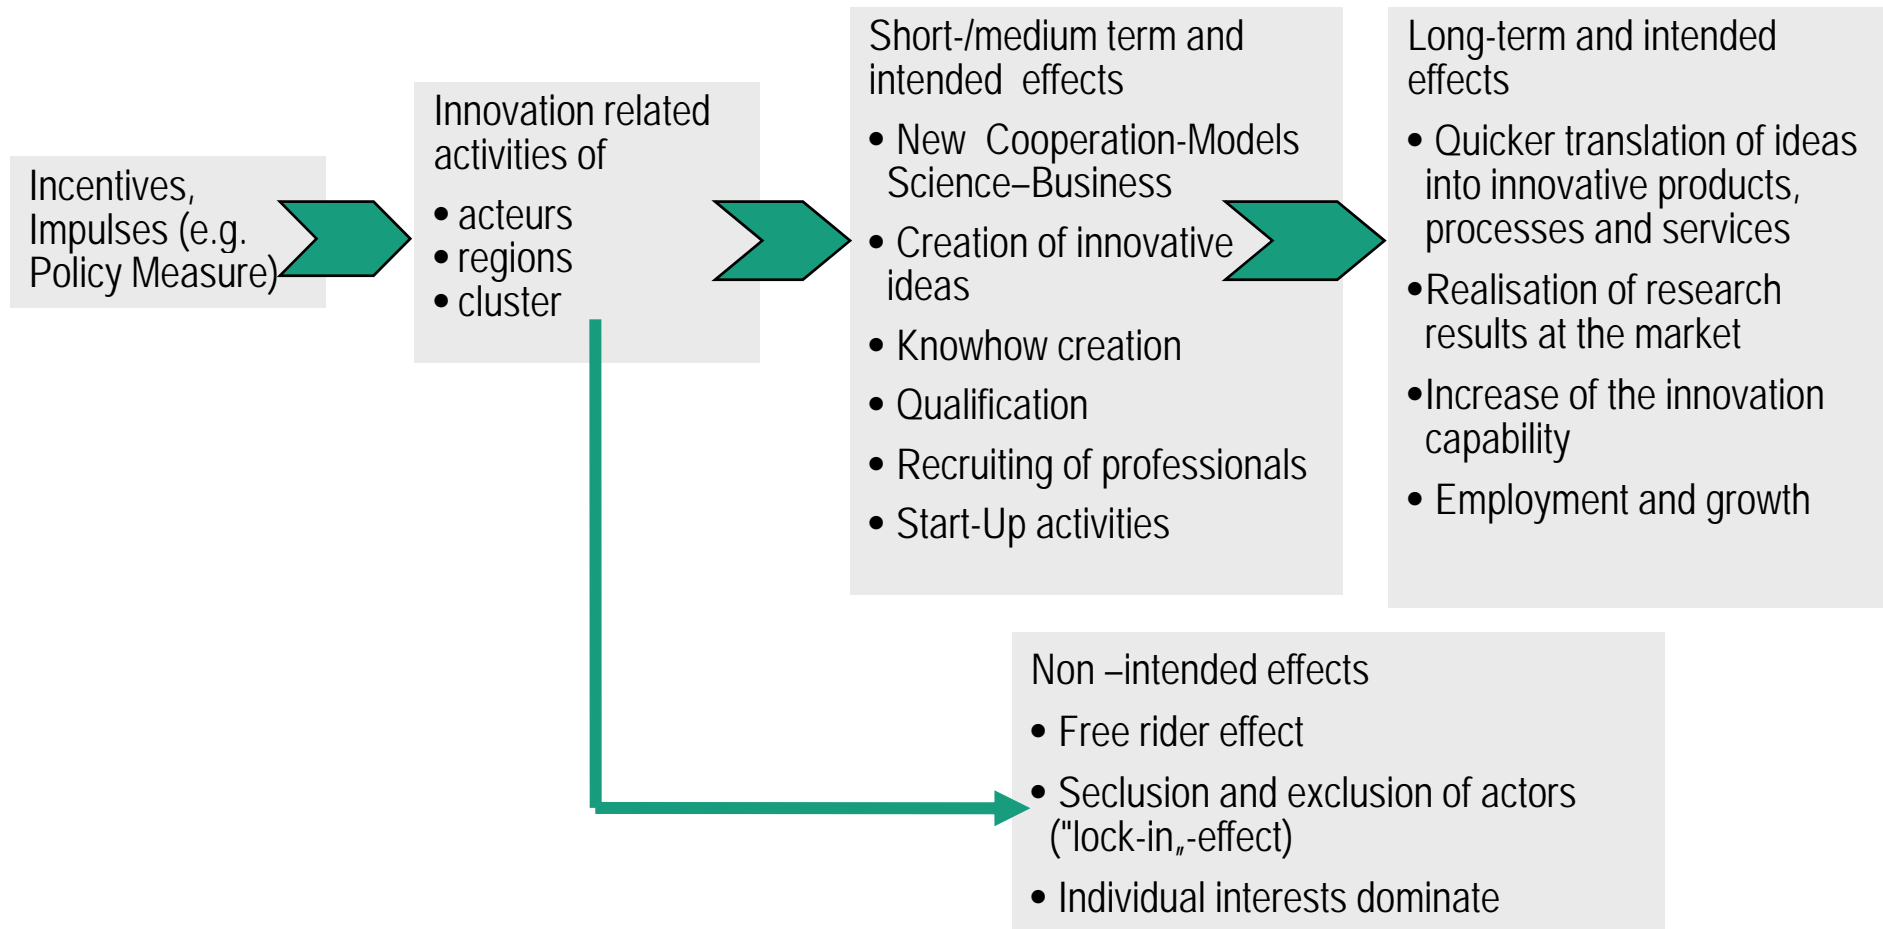 Incentives,
Impulses (e.g.
Policy Measure)
Innovation related
activities of
• acteurs
• regions
• cluster
Short-/medium term and
intended effects
• New Cooperation-Models
Science–Business
• Creation of innovative
ideas
• Knowhow creation
• Qualification
• Recruiting of professionals
• Start-Up activities
Long-term and intended
effects
• Quicker translation of ideas
into innovative products,
processes and services
•Realisation of research
results at the market
•Increase of the innovation
capability
• Employment and growth
Non –intended effects
• Free rider effect
• Seclusion and exclusion of actors
("lock-in„-effect)
• Individual interests dominate